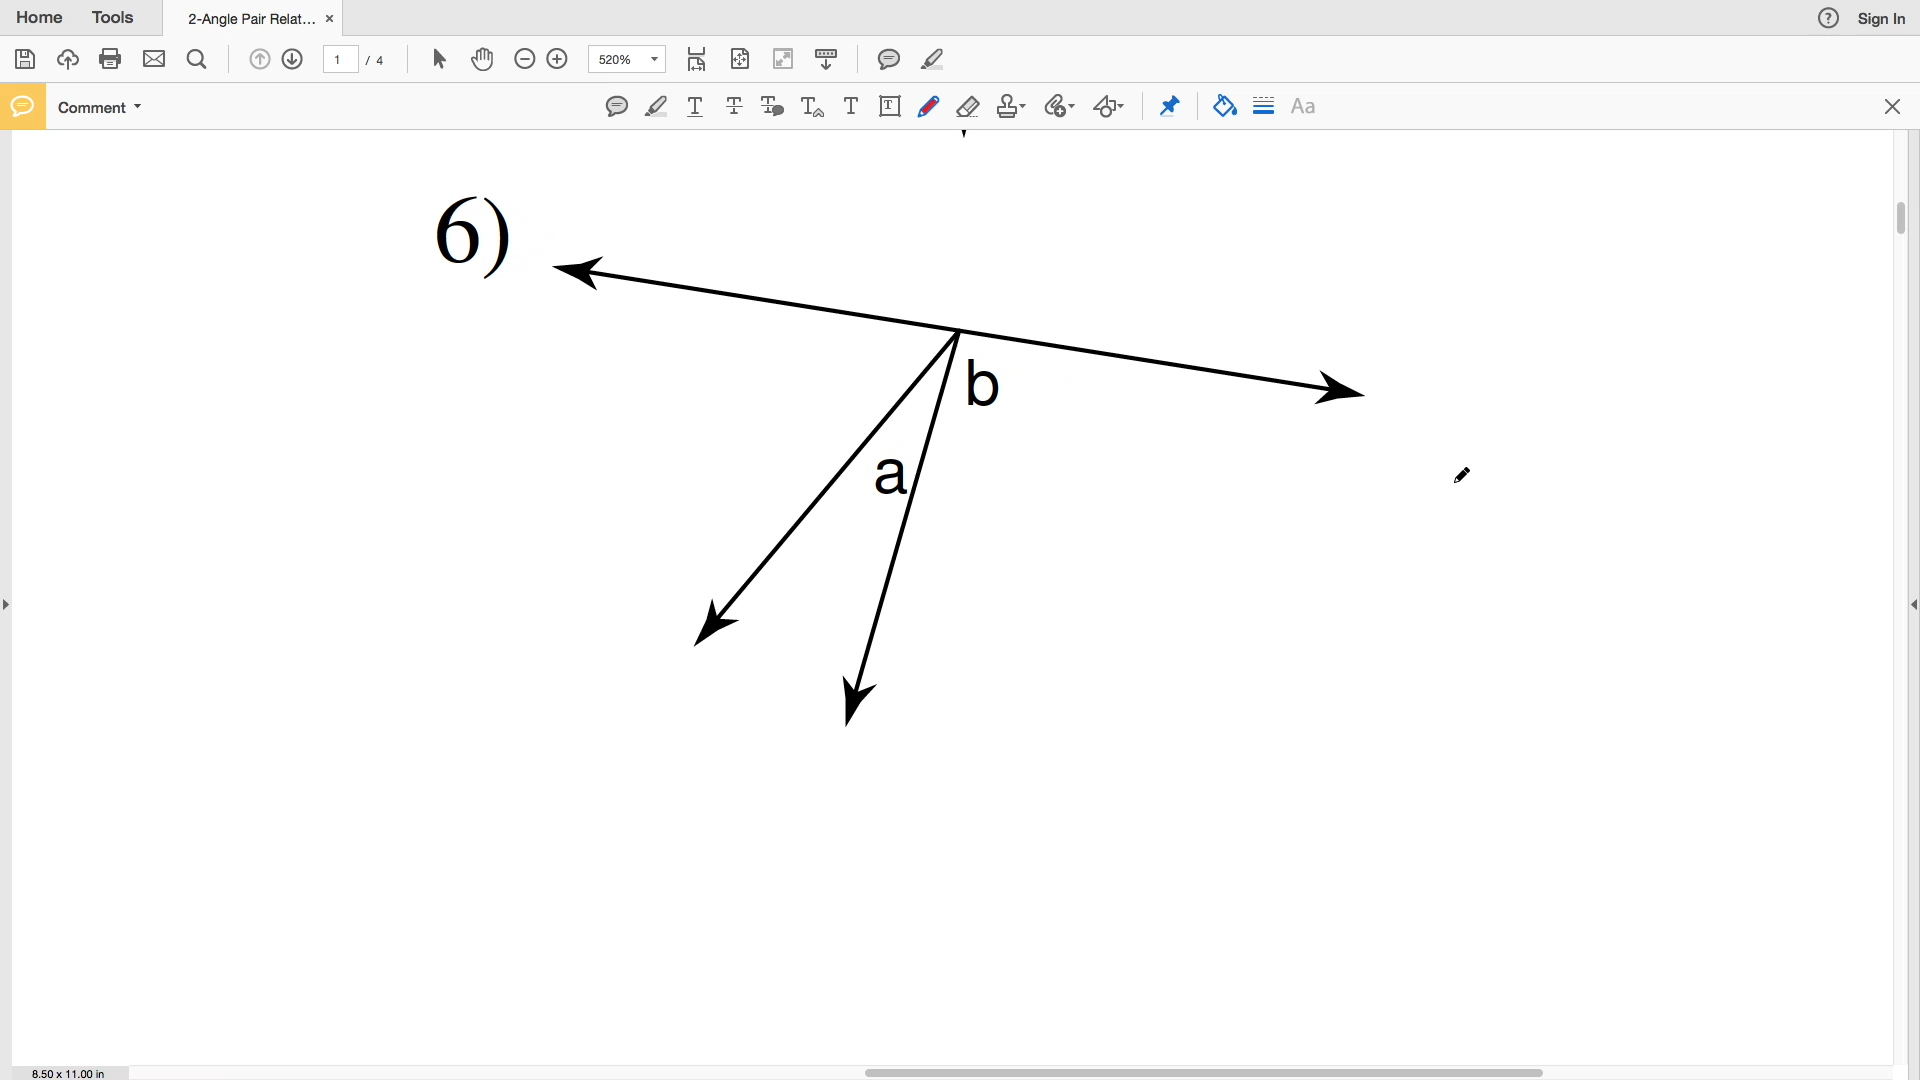 Home Tools 2-Angle Pair Relat... × ? Sign In
1 / 4 520%
Comment T T T T T T Aa
6)
b
a
8.50 x 11.00 in